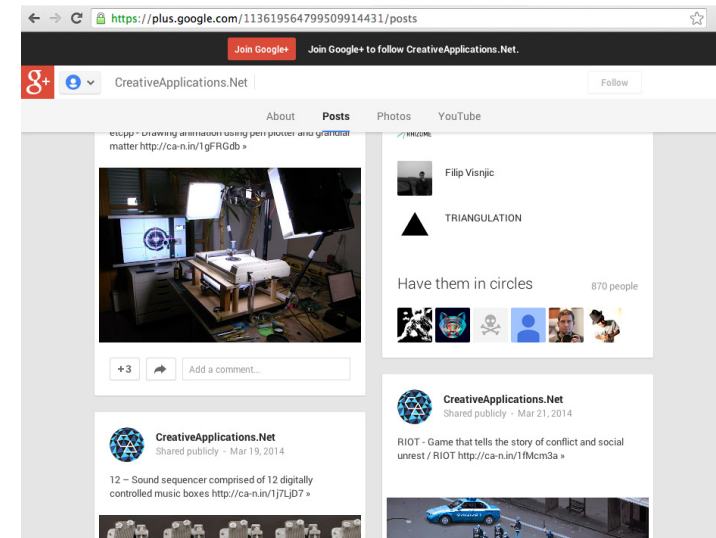 https://plus.google.com/113619564799509914431/posts
Join Google+
Join Google+ to follow CreativeApplications.Net.
g+
CreativeApplications.Net
Follow
About
Posts
Photos
YouTube
etcpp - Drawing animation using pen plotter and granular
matter http://ca-n.in/1gFRGdb »
+3
Add a comment...
CreativeApplications.Net
Shared publicly - Mar 19, 2014
12 – Sound sequencer comprised of 12 digitally
controlled music boxes http://ca-n.in/1j7LjD7 »
RHIZOME
Filip Visnjic
TRIANGULATION
Have them in circles
870 people
CreativeApplications.Net
Shared publicly - Mar 21, 2014
RIOT - Game that tells the story of conflict and social
unrest / RIOT http://ca-n.in/1fMcm3a »